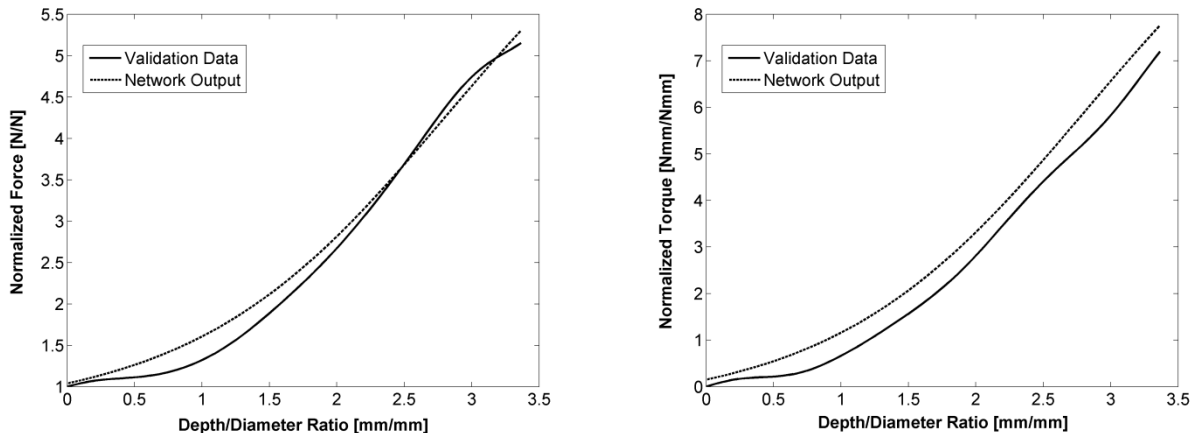 5.5
5
4.5
4
3.5
3
2.5
2
1.5
1
Normalized Force [N/N]
Validation Data
Network Output
0 0.5 1 1.5 2 2.5 3 3.5
Depth/Diameter Ratio [mm/mm]
8
7
6
5
4
3
2
1
0
Normalized Torque [Nmm/Nmm]
Validation Data
Network Output
0 0.5 1 1.5 2 2.5 3 3.5
Depth/Diameter Ratio [mm/mm]